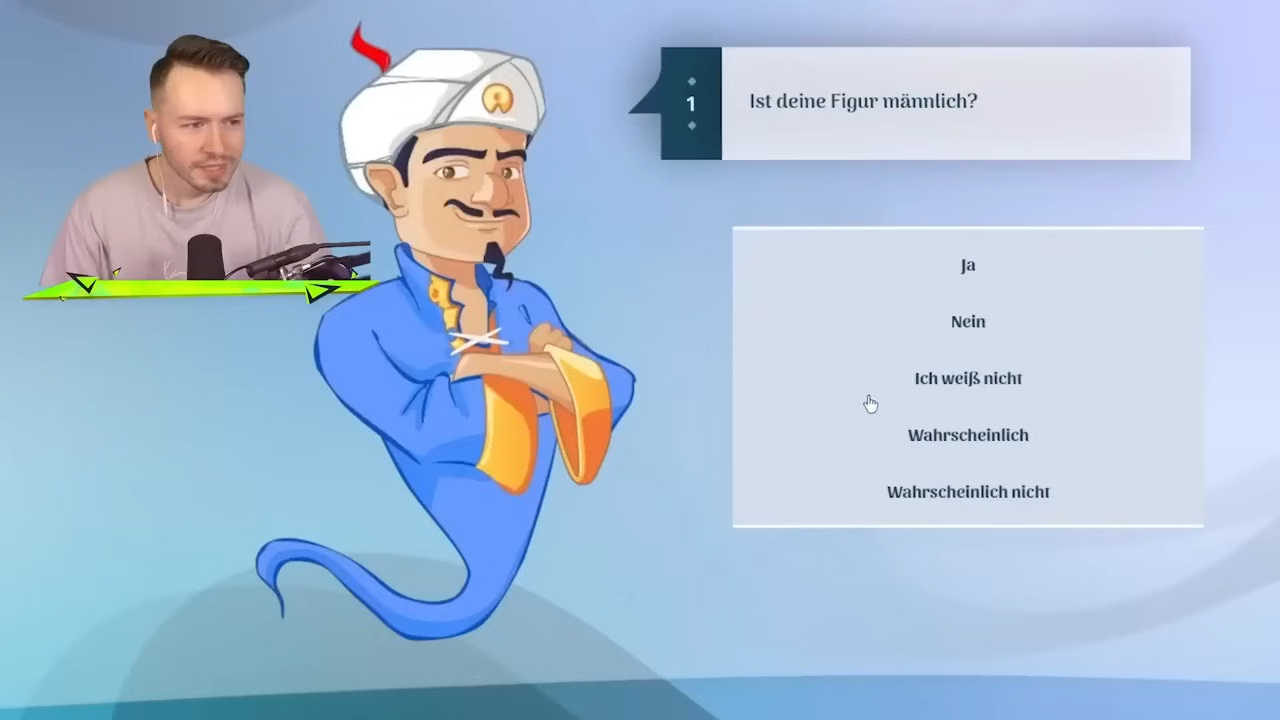 1
Ist deine Figur männlich?
Ja
Nein
Ich weiß nicht
Wahrscheinlich
Wahrscheinlich nicht